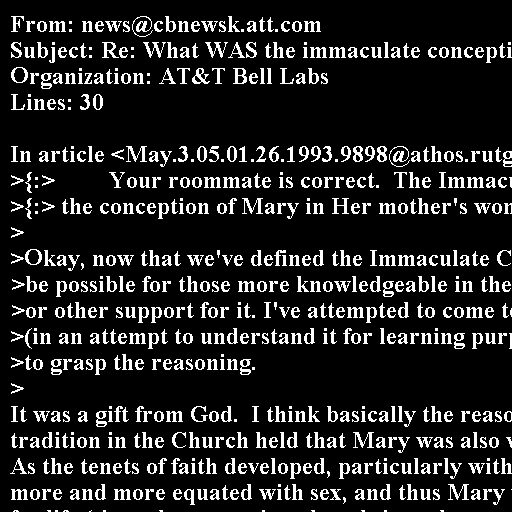 From: news@cbnewsk.att.com
Subject: Re: What WAS the immaculate concepti
Organization: AT&T Bell Labs
Lines: 30

In article <May.3.05.01.26.1993.9898@athos.rutg
>{:>        Your roommate is correct.  The Immacu
>{:> the conception of Mary in Her mother's wom
>
>Okay, now that we've defined the Immaculate C
>be possible for those more knowledgeable in the
>or other support for it. I've attempted to come to
>(in an attempt to understand it for learning purp
>to grasp the reasoning.
>
It was a gift from God.  I think basically the reaso
tradition in the Church held that Mary was also v
As the tenets of faith developed, particularly with
more and more equated with sex, and thus Mary